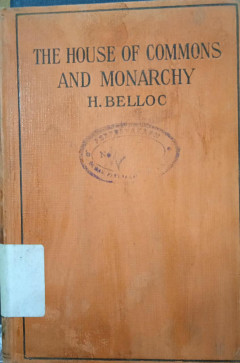 THE HOUSE OF COMMONS
AND MONARCHY
H. BELLOC